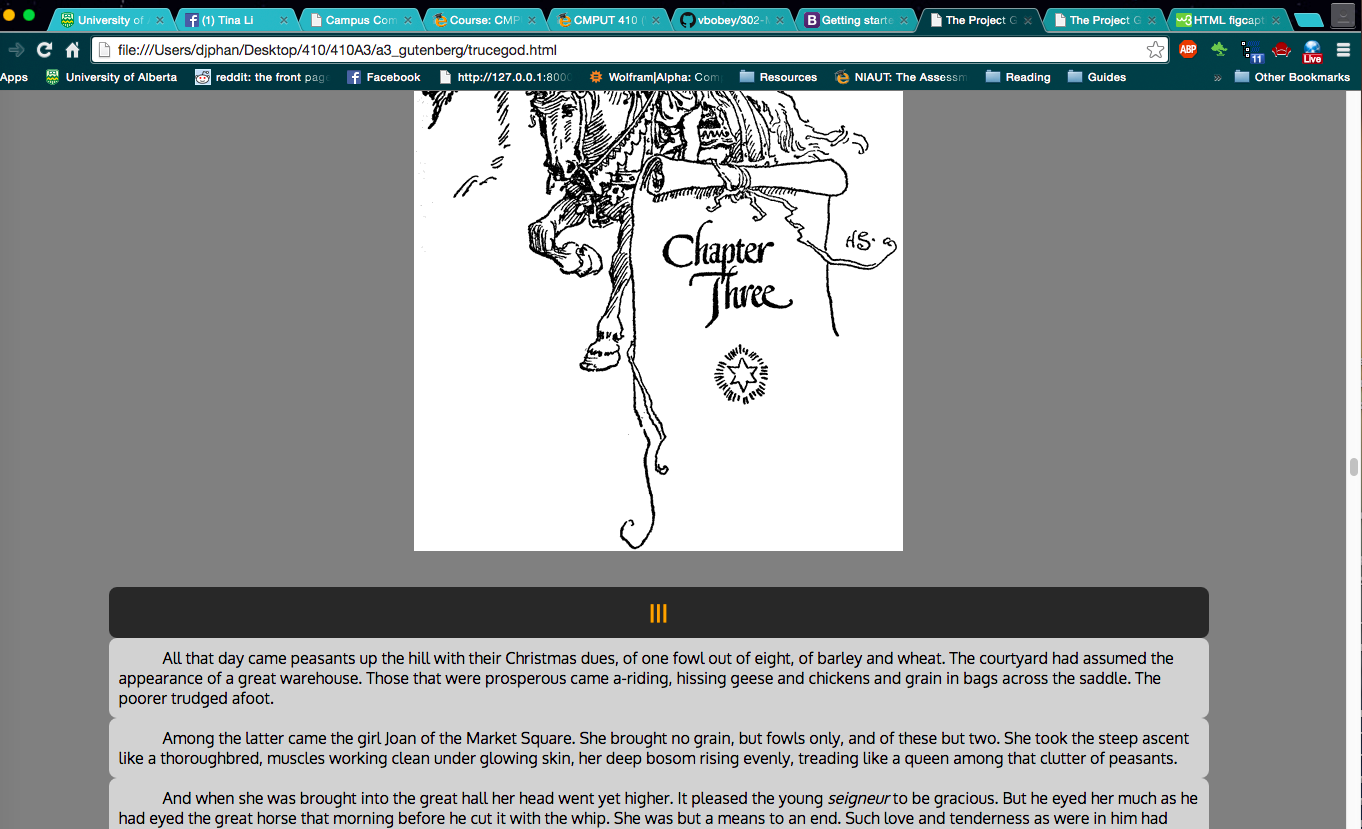 University of A
(1) Tina Li
Campus Com
Course: CMP
CMPUT 410 (
vbobey/302-
Getting starte
The Project G
The Project G
HTML figcapt
file:///Users/djphan/Desktop/410/410A3/a3_gutenberg/trucegod.html
ABP
11
Live
Apps
University of Alberta
reddit: the front page
Facebook
http://127.0.0.1:8000
Wolfram|Alpha: Com
Resources
NIAUT: The Assessm
Reading
Guides
»
Other Bookmarks
Chapter
Three
HS.
III
All that day came peasants up the hill with their Christmas dues, of one fowl out of eight, of barley and wheat. The courtyard had assumed the
appearance of a great warehouse. Those that were prosperous came a-riding, hissing geese and chickens and grain in bags across the saddle. The
poorer trudged afoot.
Among the latter came the girl Joan of the Market Square. She brought no grain, but fowls only, and of these but two. She took the steep ascent
like a thoroughbred, muscles working clean under glowing skin, her deep bosom rising evenly, treading like a queen among that clutter of peasants.
And when she was brought into the great hall her head went yet higher. It pleased the young seigneur to be gracious. But he eyed her much as he
had eyed the great horse that morning before he cut it with the whip. She was but a means to an end. Such love and tenderness as were in him had